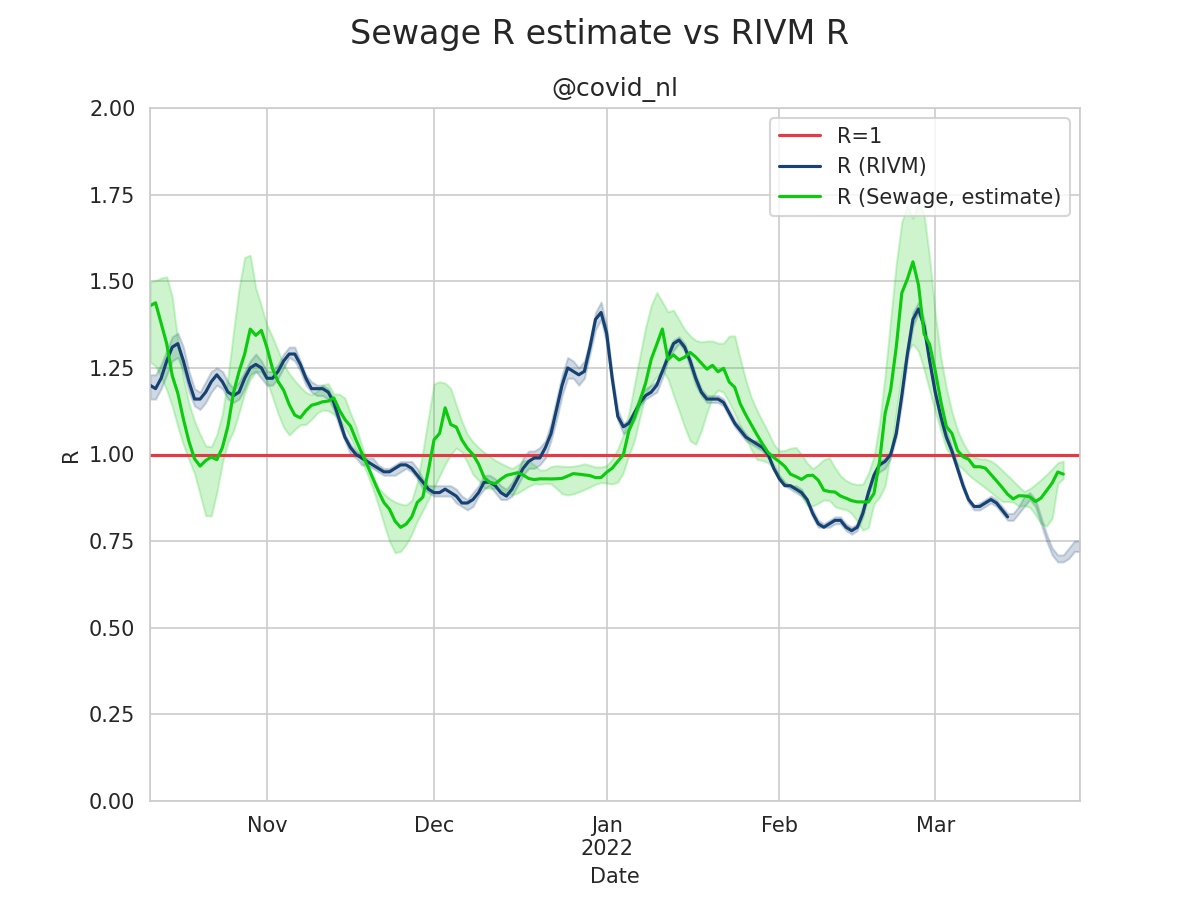 Sewage R estimate vs RIVM R
@covid_nl
2.00
1.75
1.50
1.25
1.00
0.75
0.50
0.25
0.00
R
R=1
R (RIVM)
R (Sewage, estimate)
Nov
Dec
Jan
2022
Feb
Mar
Date